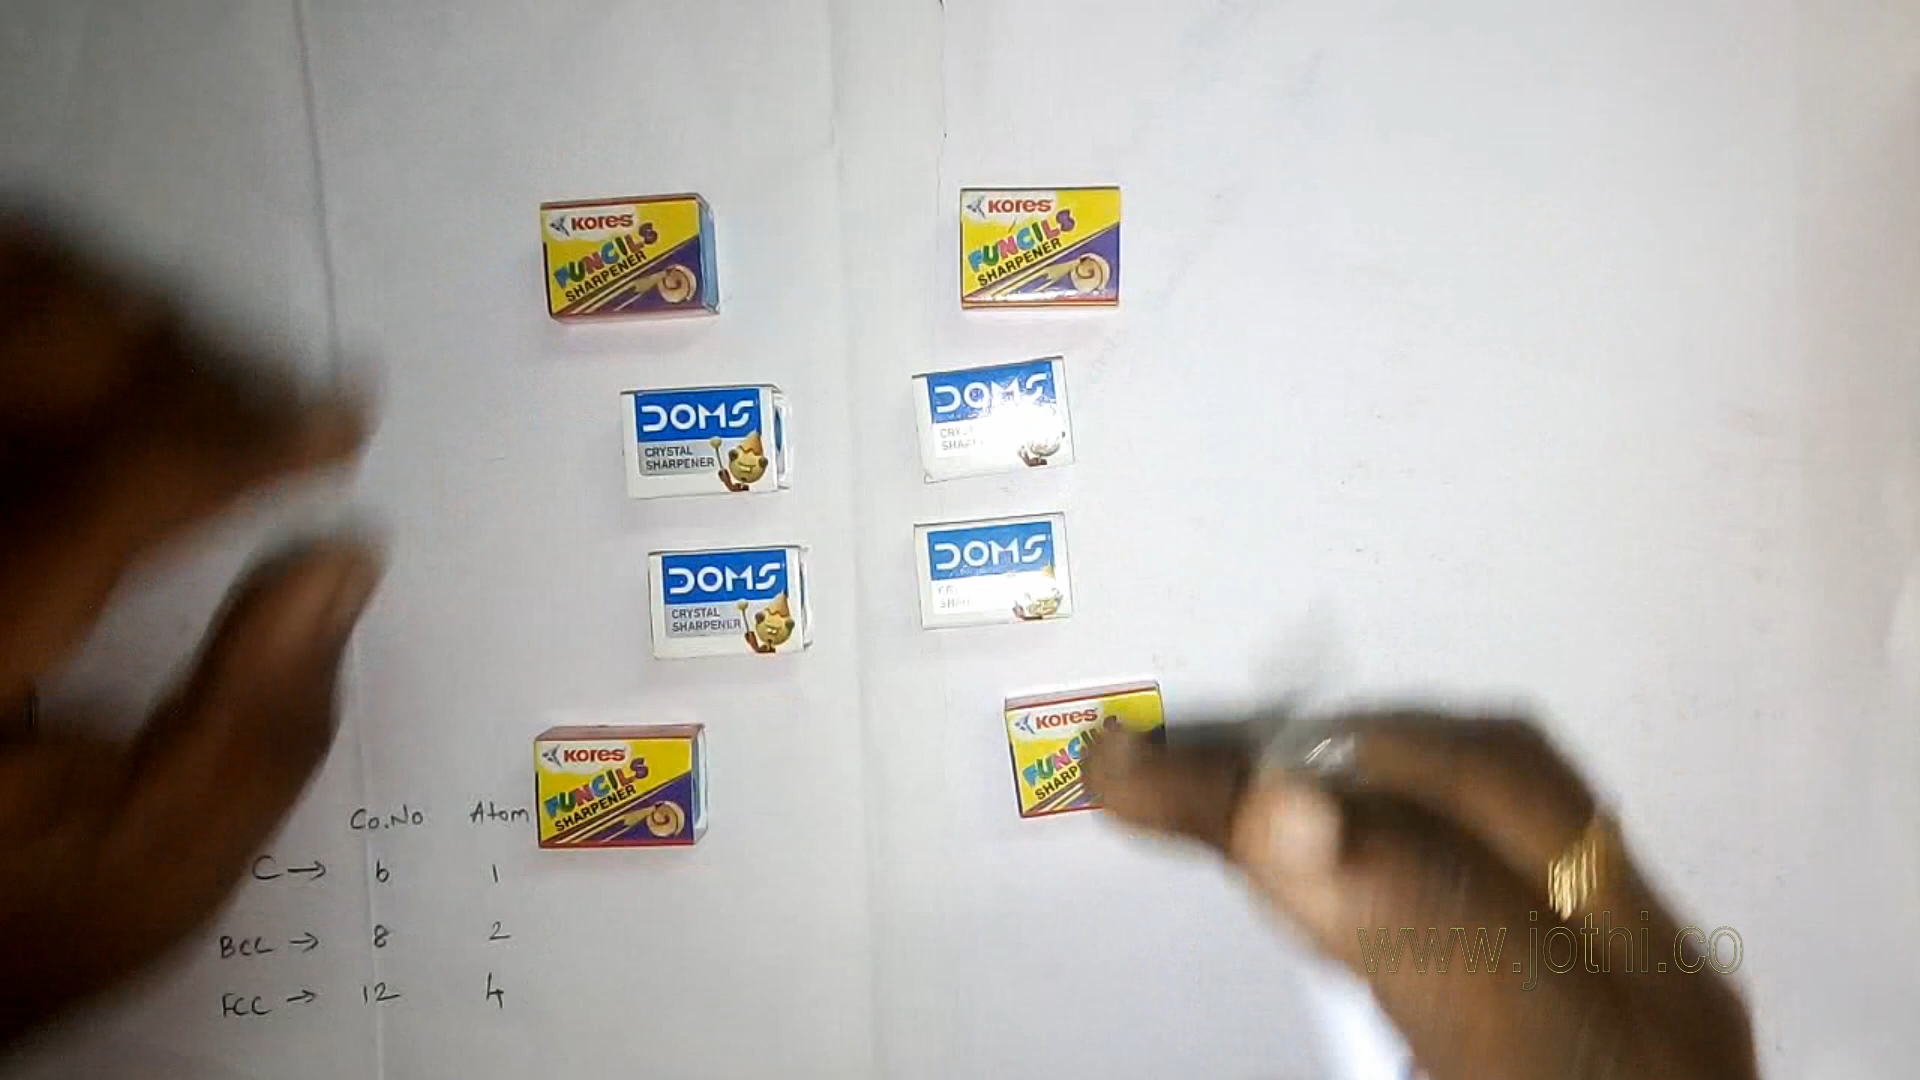 Kores
FUNCILS
SHARPENER
Kores
FUNCILS
SHARPENER
DOMS
CRYSTAL
SHARPENER
DOMS
DOMS
CRYSTAL
SHARPENER
DOMS
Kores
FUNCILS
SHARPENER
Kores
Co.No Atom
C → 6 1
BCC → 8 2
FCC → 12 4
www.jothi.co